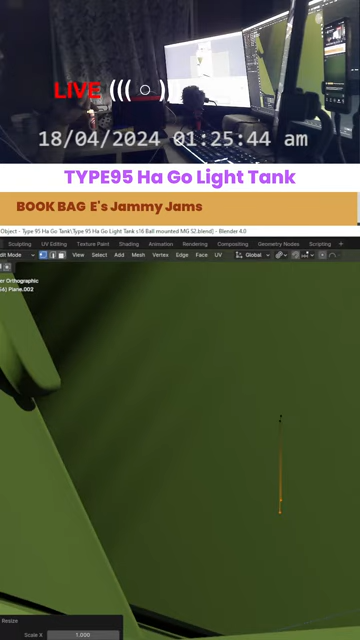 LIVE ((( ○ ))
18/04/2024 01:25:44 am
TYPE95 Ha Go Light Tank
BOOK BAG E's Jammy Jams
Object - Type 95 Ha Go Tank\Type 95 Ha Go Light Tank s16 Ball mounted MG S2.blend] - Blender 4.0
Sculpting UV Editing Texture Paint Shading Animation Rendering Compositing Geometry Nodes Scripting +
dit Mode View Select Add Mesh Vertex Edge Face UV Global
er Orthographic
Plane.002
Resize
Scale X 1.000